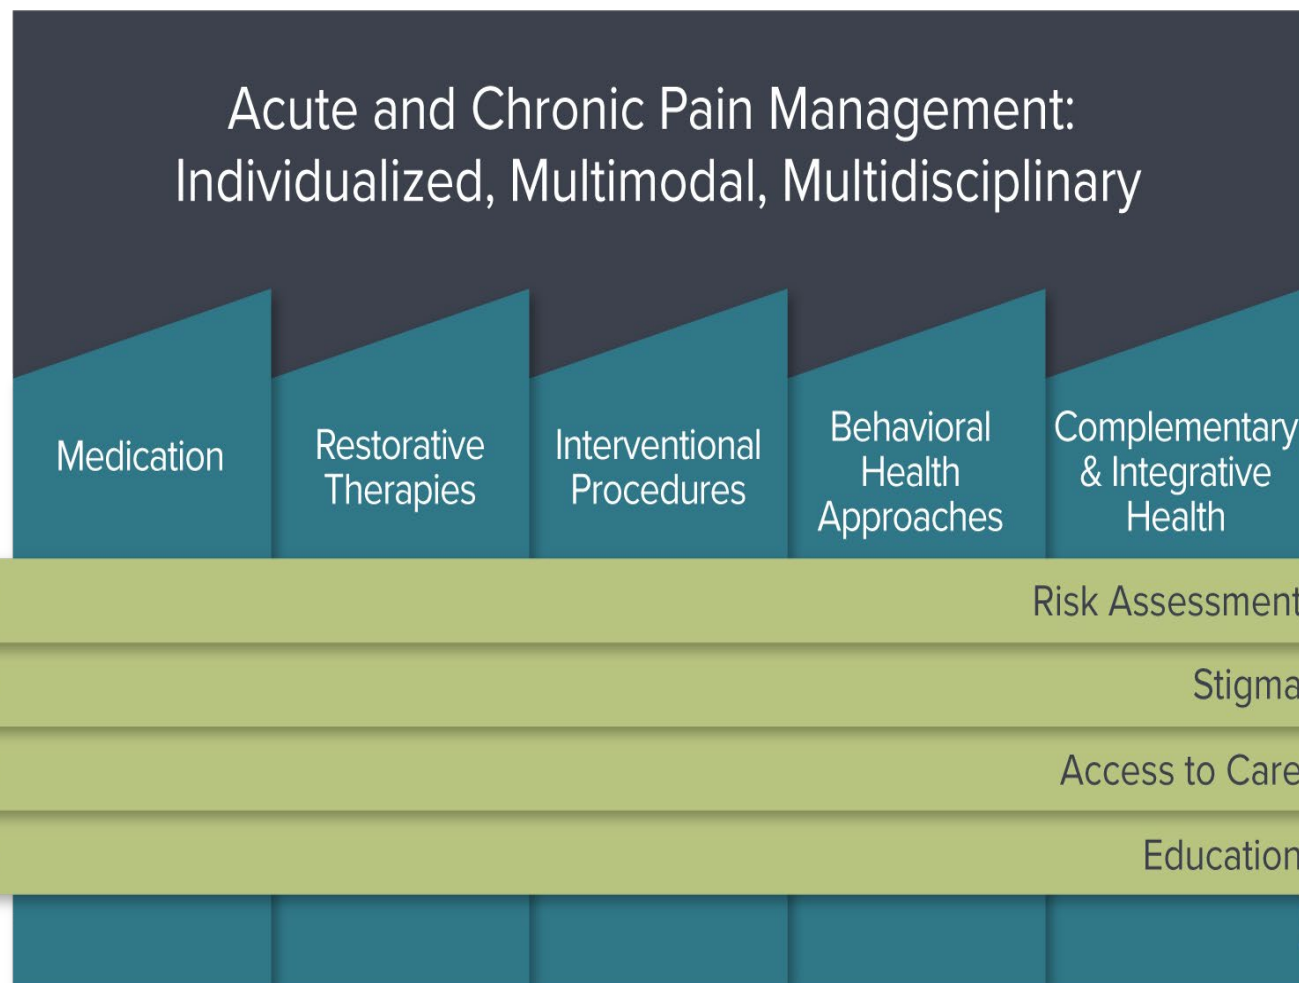 Acute and Chronic Pain Management:
Individualized, Multimodal, Multidisciplinary
Medication
Restorative
Therapies
Interventional
Procedures
Behavioral
Health
Approaches
Complementary
& Integrative
Health
Risk Assessment
Stigma
Access to Care
Education